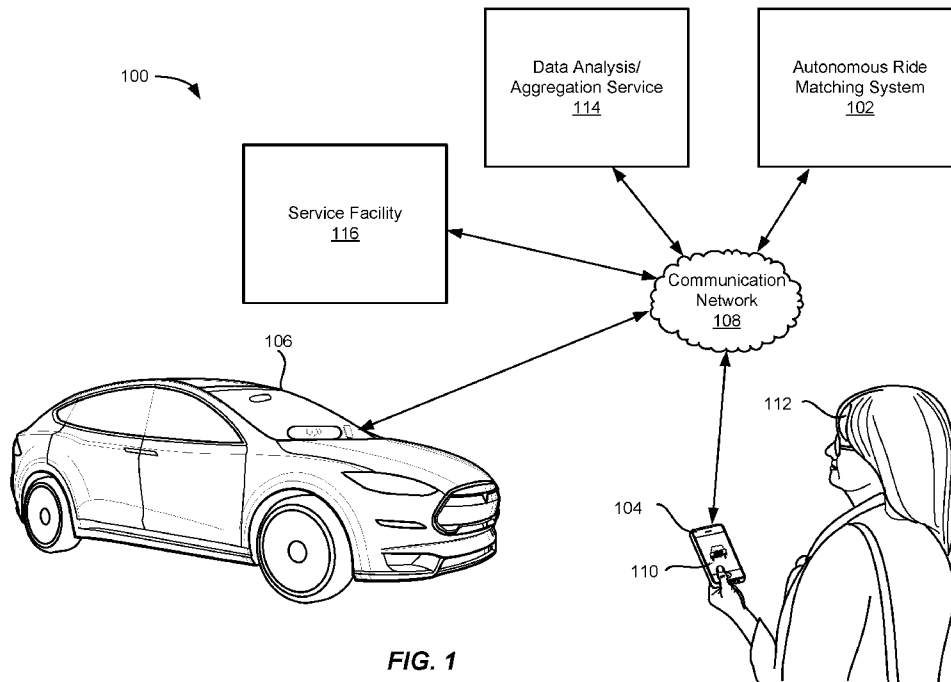 100
Data Analysis/
Aggregation Service
114
Autonomous Ride
Matching System
102
Service Facility
116
Communication
Network
108
106
112
104
110
FIG. 1